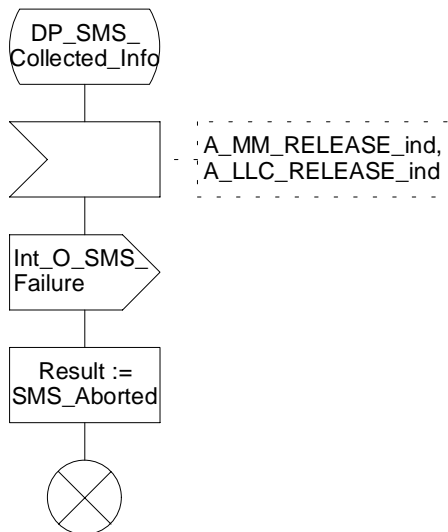 DP_SMS_
Collected_Info
A_MM_RELEASE_ind,
A_LLC_RELEASE_ind
Int_O_SMS_
Failure
Result :=
SMS_Aborted